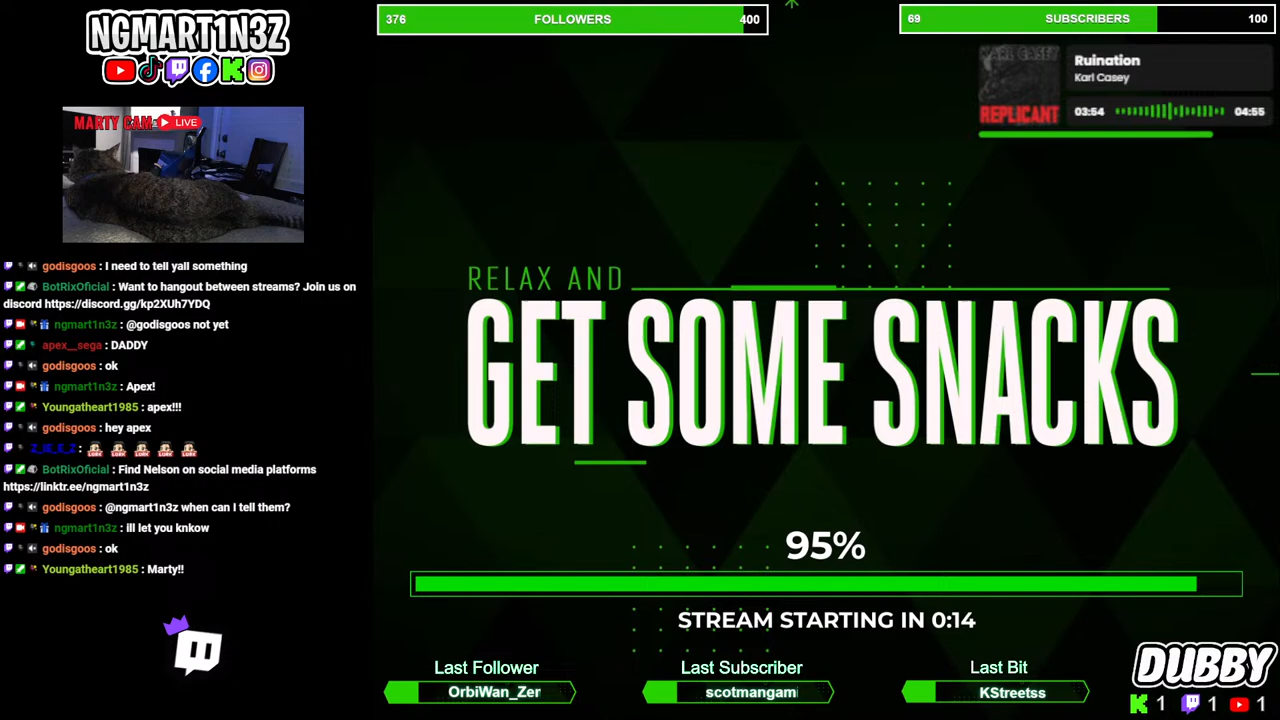 NGMART1N3Z
MARTY CAM LIVE
godisgoos : I need to tell yall something
BotRixOficial : Want to hangout between streams? Join us on
discord https://discord.gg/kp2XUh7YDQ
ngmart1n3z : @godisgoos not yet
apex__sega : DADDY
godisgoos : ok
ngmart1n3z : Apex!
Youngatheart1985 : apex!!!
godisgoos : hey apex
BotRixOficial : Find Nelson on social media platforms
https://linktr.ee/ngmart1n3z
godisgoos : @ngmart1n3z when can I tell them?
ngmart1n3z : ill let you knkow
godisgoos : ok
Youngatheart1985 : Marty!!
376 FOLLOWERS 400
69 SUBSCRIBERS 100
KARL CASEY
REPLICANT
Ruination
Karl Casey
03:54 04:55
RELAX AND
GET SOME SNACKS
95%
STREAM STARTING IN 0:14
Last Follower
OrbiWan_Zer
Last Subscriber
scotmangam
Last Bit
KStreetss
DUBBY
1 1 1